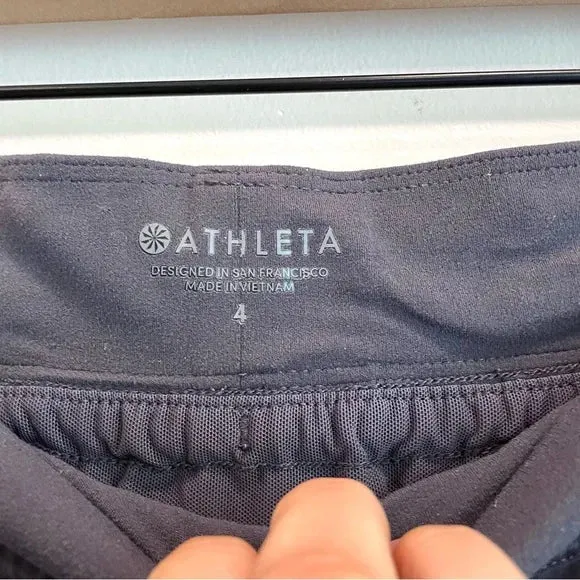 ATHLETA
DESIGNED IN SAN FRANCISCO
MADE IN VIETNAM
4